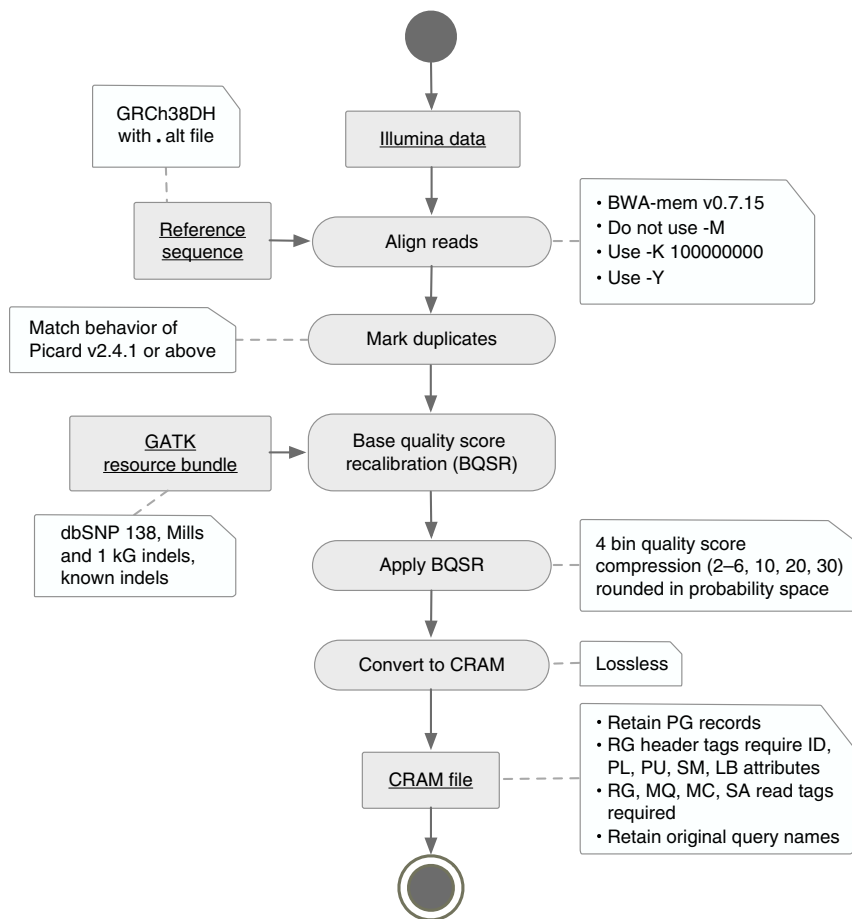 GRCh38DH
with .alt file
Illumina data
Reference
sequence
Align reads
• BWA-mem v0.7.15
• Do not use -M
• Use -K 100000000
• Use -Y
Match behavior of
Picard v2.4.1 or above
Mark duplicates
GATK
resource bundle
Base quality score
recalibration (BQSR)
dbSNP 138, Mills
and 1 kG indels,
known indels
Apply BQSR
4 bin quality score
compression (2–6, 10, 20, 30)
rounded in probability space
Convert to CRAM
Lossless
CRAM file
• Retain PG records
• RG header tags require ID,
PL, PU, SM, LB attributes
• RG, MQ, MC, SA read tags
required
• Retain original query names